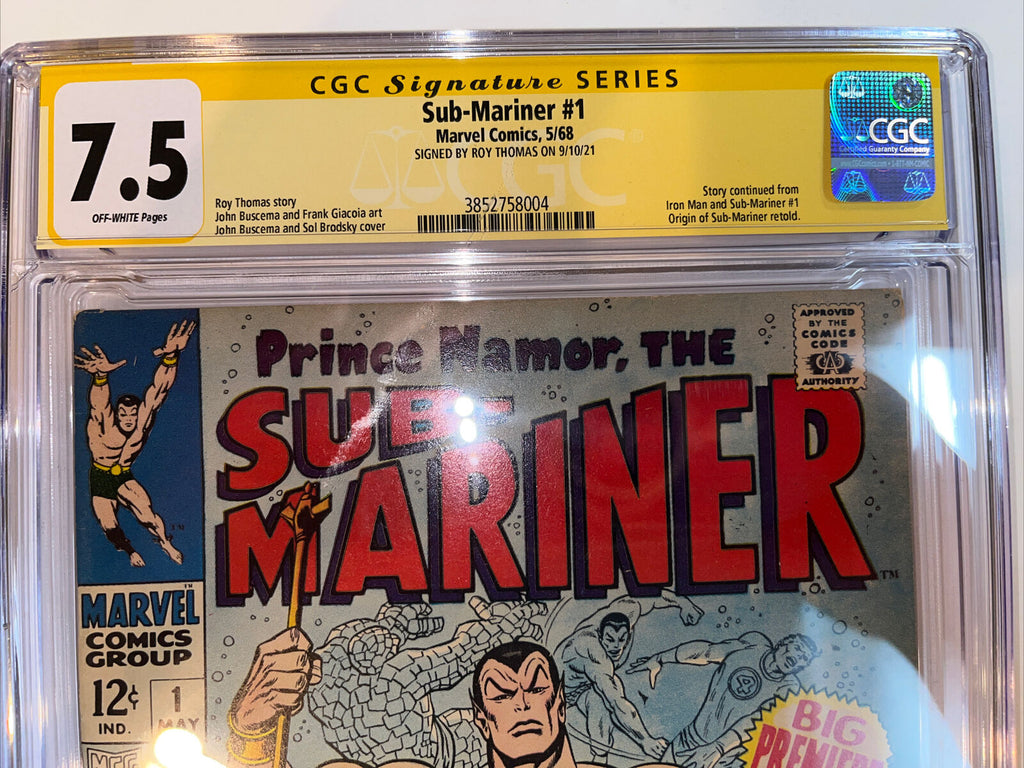 CGC Signature SERIES
Sub-Mariner #1
Marvel Comics, 5/68
SIGNED BY ROY THOMAS ON 9/10/21
7.5
OFF-WHITE Pages
Roy Thomas story
John Buscema and Frank Giacoia art
John Buscema and Sol Brodsky cover
3852758004
Story continued from
Iron Man and Sub-Mariner #1
Origin of Sub-Mariner retold.
CGC
Certified Guaranty Company
Prince Namor, THE
SUB-
MARINER
TM
APPROVED
BY THE
COMICS
CODE
CA
AUTHORITY
TM
MARVEL
COMICS
GROUP
12¢
IND.
1
MAY
4
BIG
PREMIERE